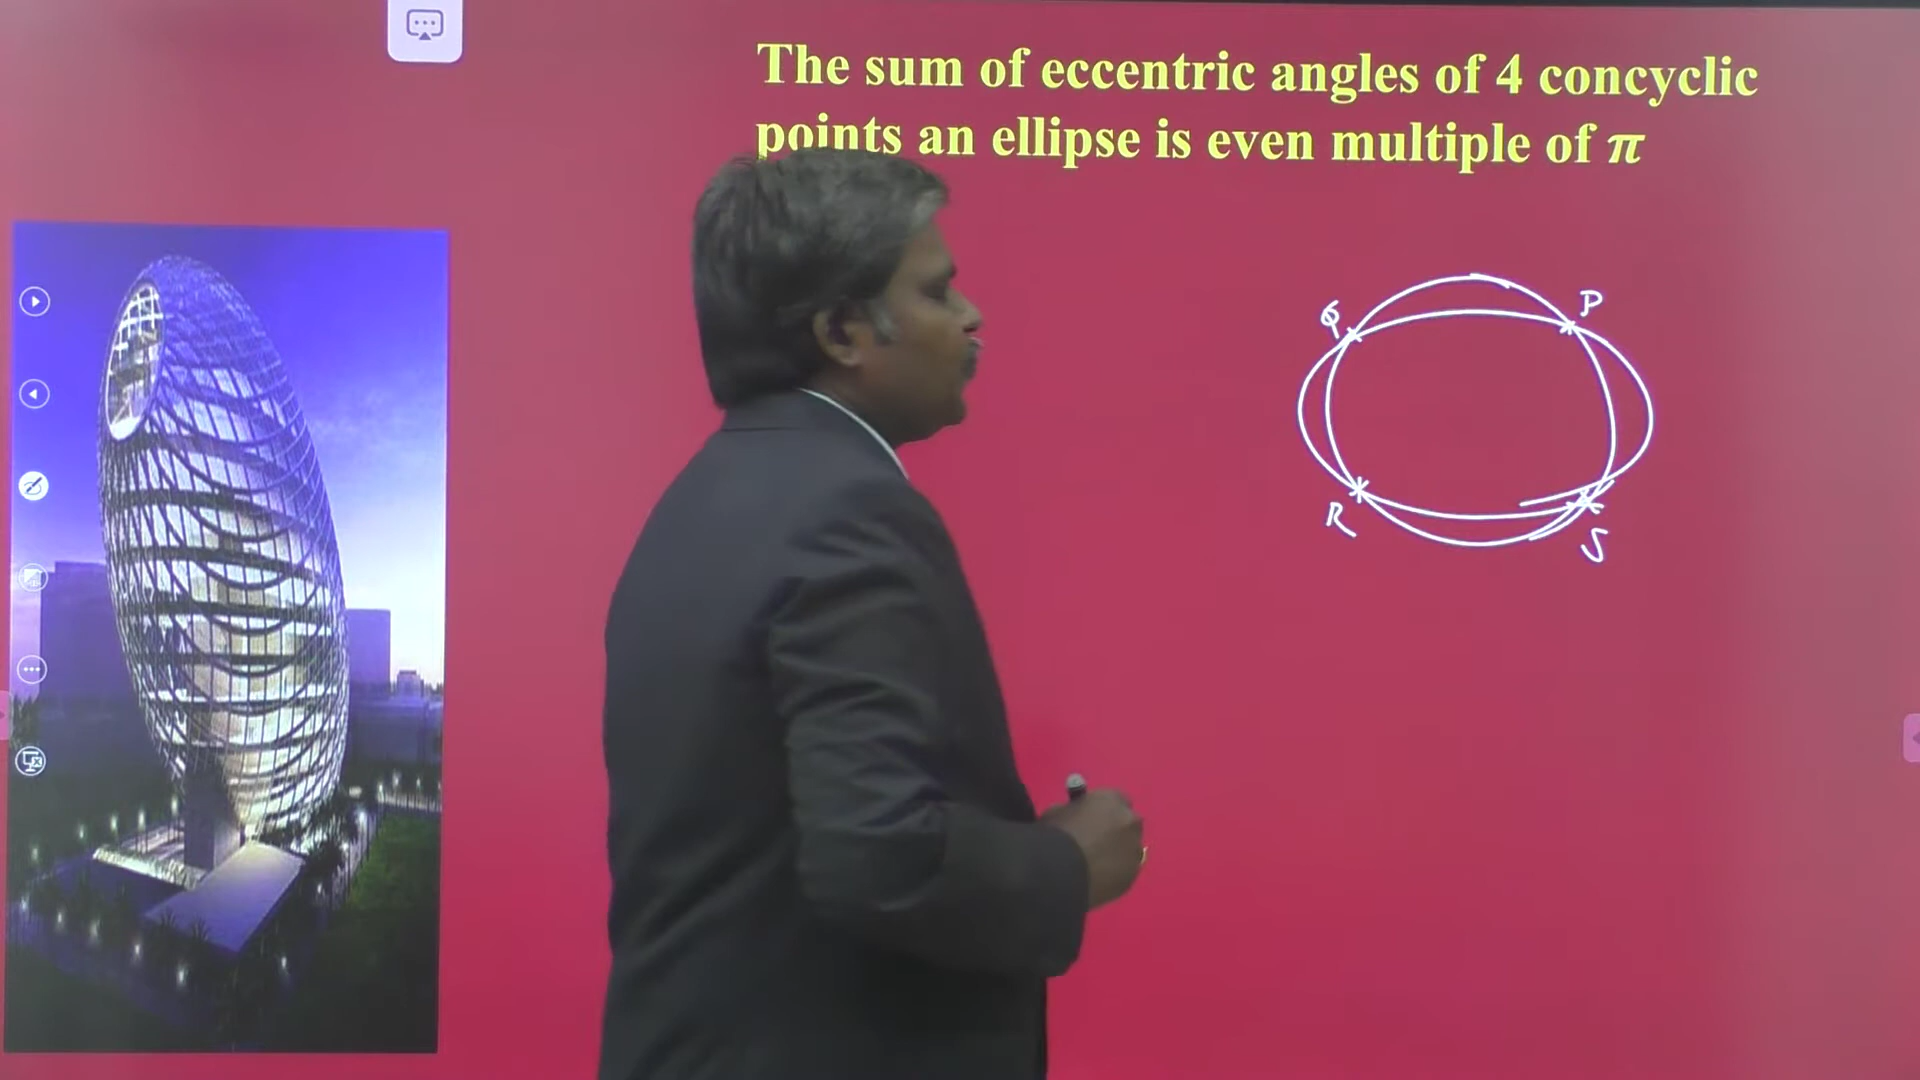 The sum of eccentric angles of 4 concyclic
points an ellipse is even multiple of π
Q
P
R
S